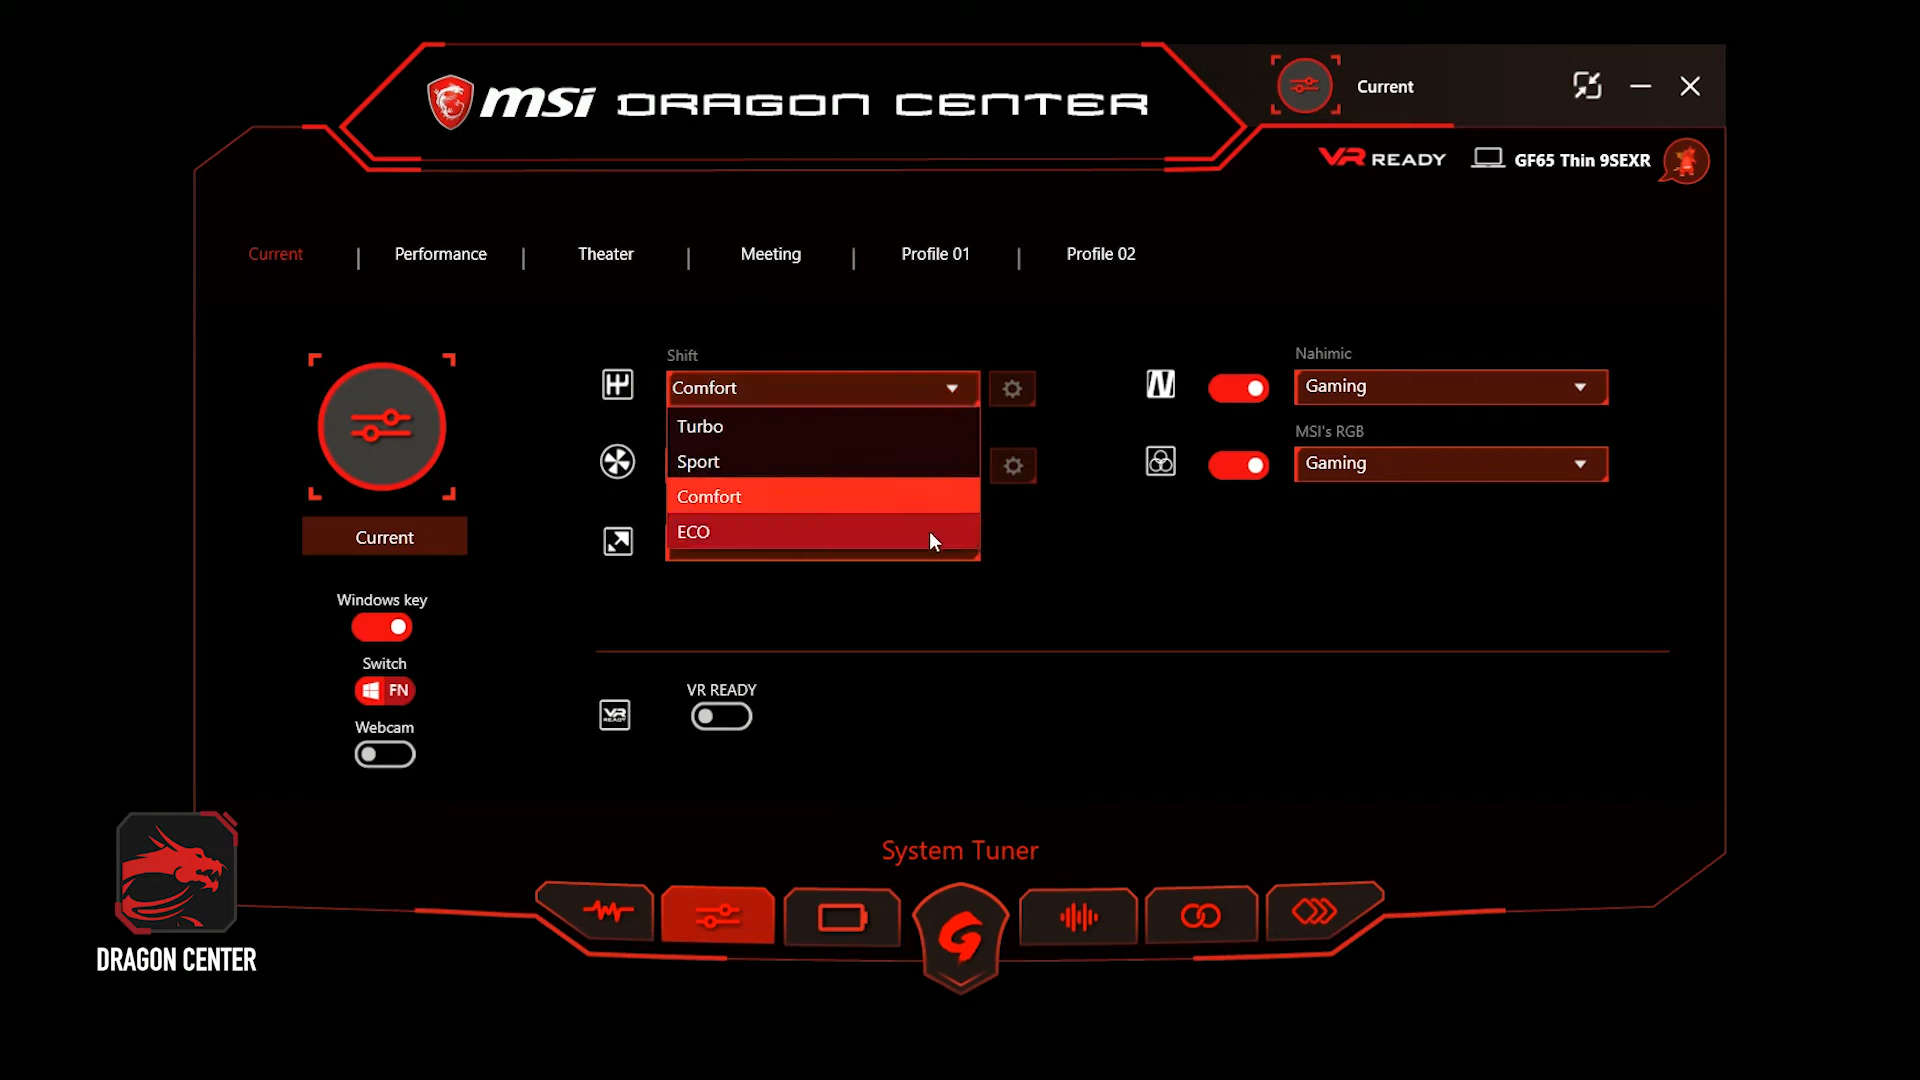 msi DRAGON CENTER
Current
VR READY
GF65 Thin 9SEXR
Current | Performance | Theater | Meeting | Profile 01 | Profile 02
Shift
Comfort
Turbo
Sport
Comfort
ECO
Nahimic
Gaming
MSI's RGB
Gaming
Current
Windows key
Switch
FN
Webcam
VR READY
VR READY
System Tuner
DRAGON CENTER